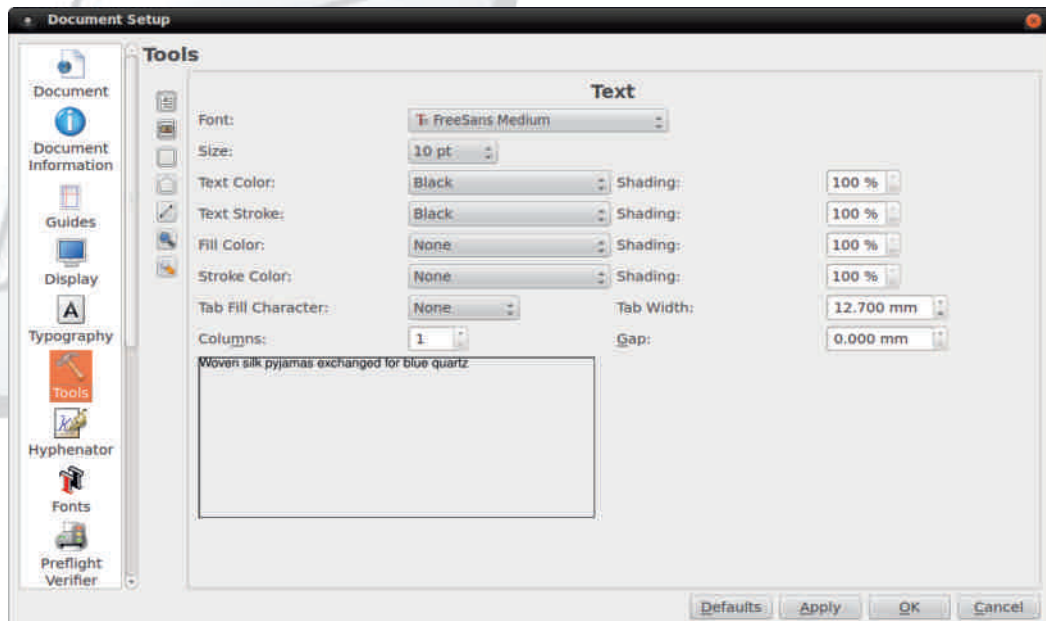 Document Setup
Document
Document
Information
Guides
Display
A
Typography
Tools
Hyphenator
Fonts
Preflight
Verifier
Tools
Text
Font: FreeSans Medium
Size: 10 pt
Text Color: Black Shading: 100 %
Text Stroke: Black Shading: 100 %
Fill Color: None Shading: 100 %
Stroke Color: None Shading: 100 %
Tab Fill Character: None Tab Width: 12.700 mm
Columns: 1 Gap: 0.000 mm
Woven silk pyjamas exchanged for blue quartz
Defaults Apply OK Cancel